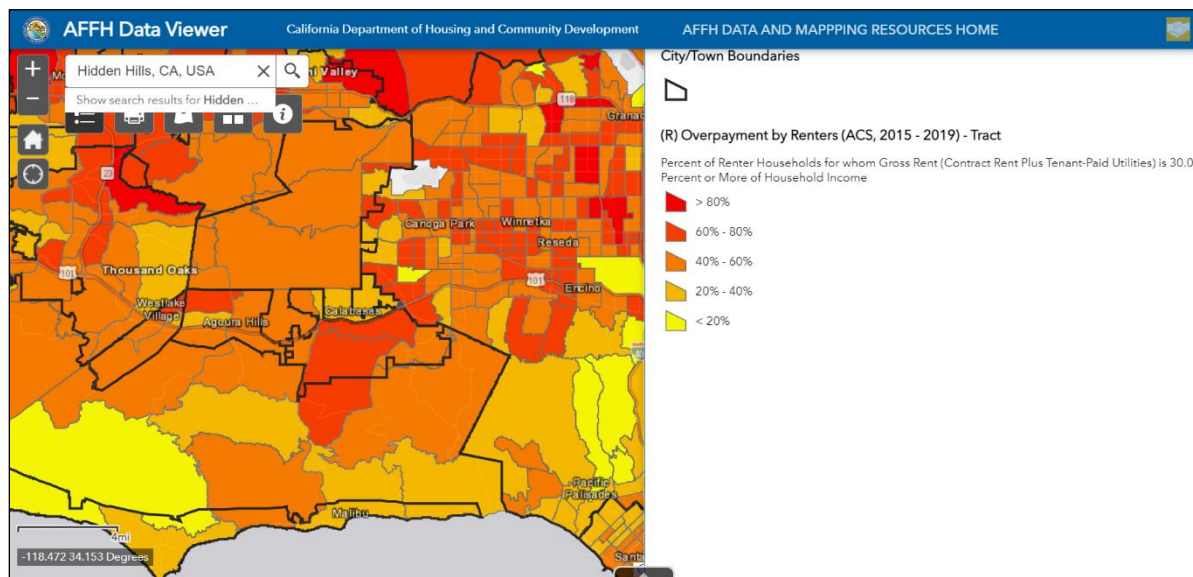 AFFH Data Viewer
California Department of Housing and Community Development
AFFH DATA AND MAPPPING RESOURCES HOME
+
−
Hidden Hills, CA, USA
Show search results for Hidden ...
Valley
118
Granad
23
Canoga Park
Winnetka
Reseda
101
Thousand Oaks
101
Encino
Westlake
Village
Agoura Hills
Calabasas
Pacific
Palisades
Malibu
4mi
-118.472 34.153 Degrees
Santa
City/Town Boundaries
(R) Overpayment by Renters (ACS, 2015 - 2019) - Tract
Percent of Renter Households for whom Gross Rent (Contract Rent Plus Tenant-Paid Utilities) is 30.0
Percent or More of Household Income
> 80%
60% - 80%
40% - 60%
20% - 40%
< 20%